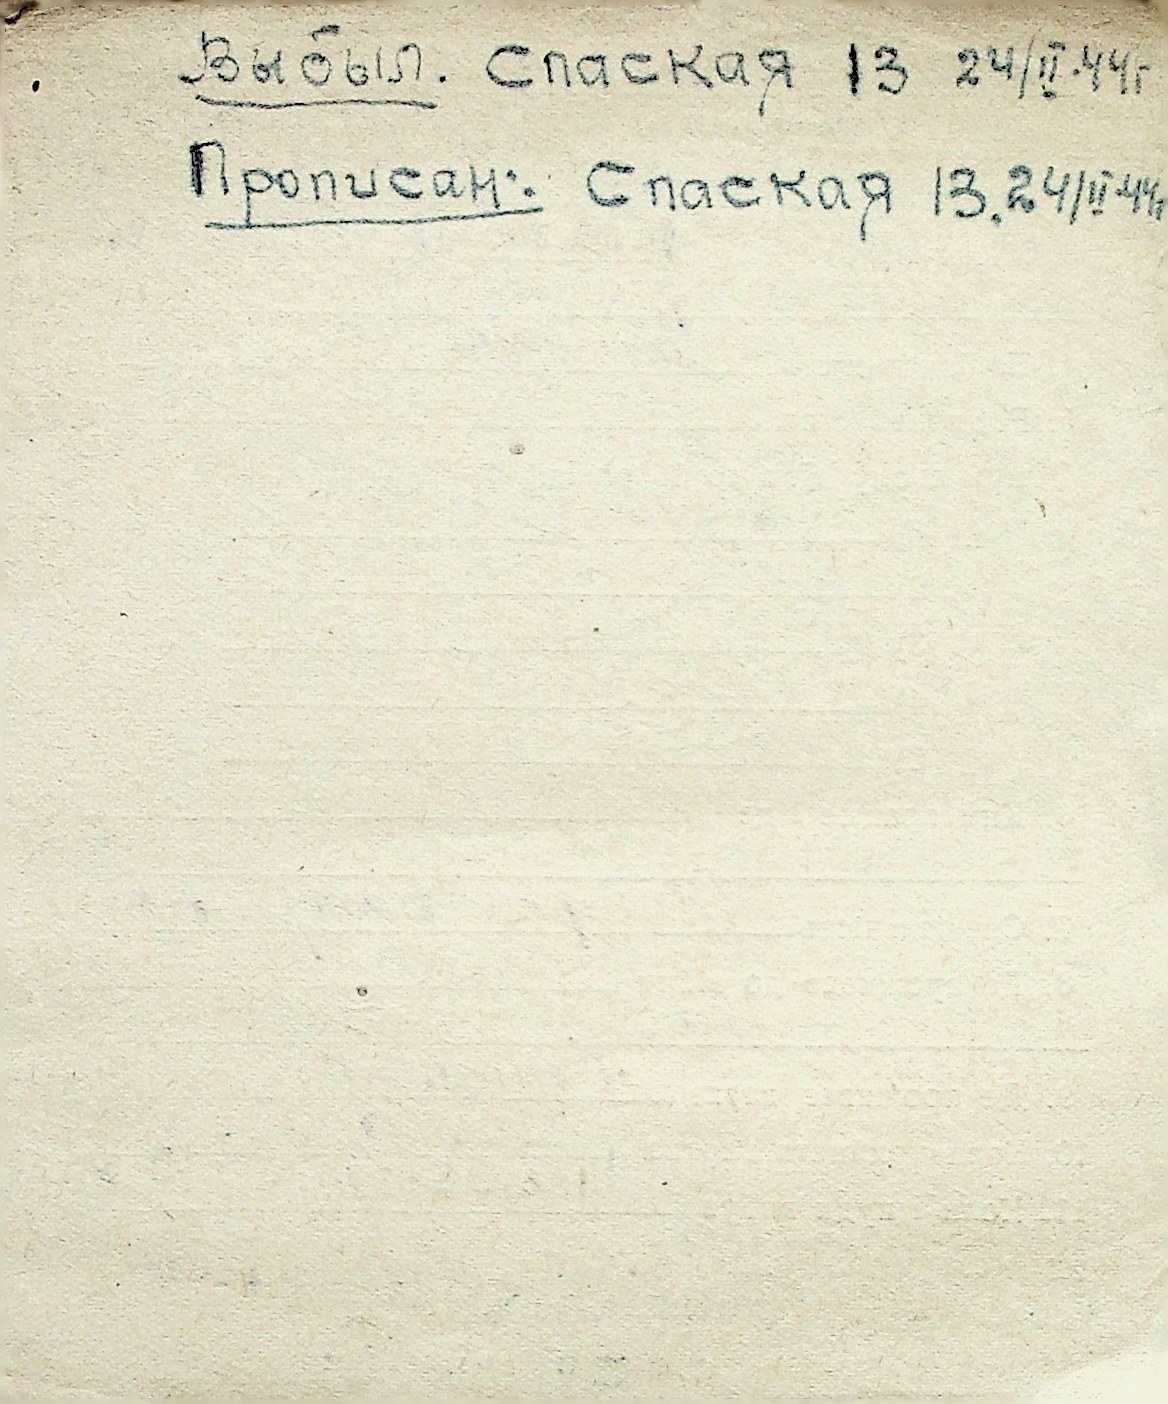 Выбыл. Спаская 13 24/II.44г
Прописан:. Спаская 13.24/II.44г